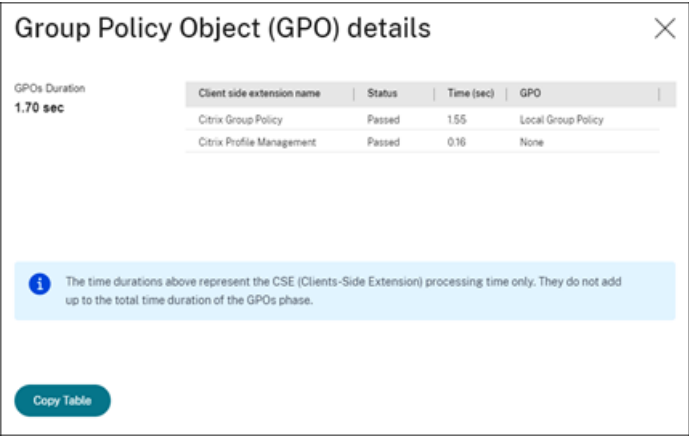 Group Policy Object (GPO) details
GPOs Duration
1.70 sec
Client side extension name Status Time (sec) GPO
Citrix Group Policy Passed 1.55 Local Group Policy
Citrix Profile Management Passed 0.16 None
The time durations above represent the CSE (Clients-Side Extension) processing time only. They do not add
up to the total time duration of the GPOs phase.
Copy Table